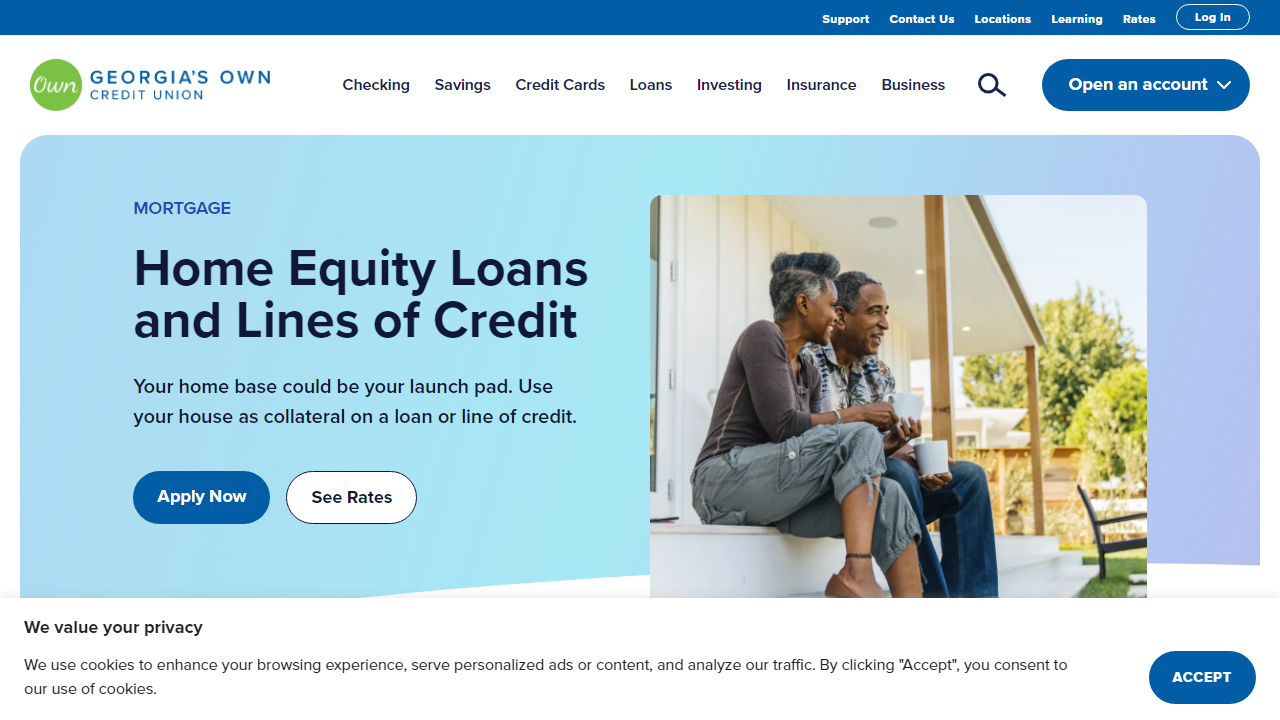 Support Contact Us Locations Learning Rates Log In
Own GEORGIA'S OWN
CREDIT UNION
Checking Savings Credit Cards Loans Investing Insurance Business Open an account
MORTGAGE
Home Equity Loans
and Lines of Credit
Your home base could be your launch pad. Use
your house as collateral on a loan or line of credit.
Apply Now See Rates
We value your privacy
We use cookies to enhance your browsing experience, serve personalized ads or content, and analyze our traffic. By clicking "Accept", you consent to
our use of cookies.
ACCEPT